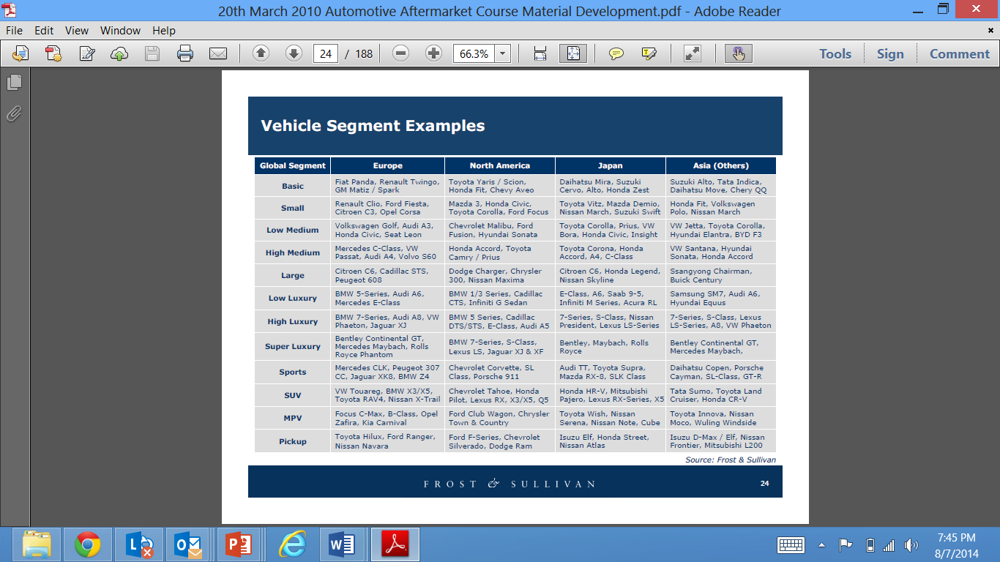 20th March 2010 Automotive Aftermarket Course Material Development.pdf - Adobe Reader
File Edit View Window Help
24 / 188 66.3% Tools Sign Comment
Vehicle Segment Examples
Global Segment Europe North America Japan Asia (Others)
Basic
Fiat Panda, Renault Twingo,
GM Matiz / Spark
Toyota Yaris / Scion,
Honda Fit, Chevy Aveo
Daihatsu Mira, Suzuki
Cervo, Alto, Honda Zest
Suzuki Alto, Tata Indica,
Daihatsu Move, Chery QQ
Small
Renault Clio, Ford Fiesta,
Citroen C3, Opel Corsa
Mazda 3, Honda Civic,
Toyota Corolla, Ford Focus
Toyota Vitz, Mazda Demio,
Nissan March, Suzuki Swift
Honda Fit, Volkswagen
Polo, Nissan March
Low Medium
Volkswagen Golf, Audi A3,
Honda Civic, Seat Leon
Chevrolet Malibu, Ford
Fusion, Hyundai Sonata
Toyota Corolla, Prius, VW
Bora, Honda Civic, Insight
VW Jetta, Toyota Corolla,
Hyundai Elantra, BYD F3
High Medium
Mercedes C-Class, VW
Passat, Audi A4, Volvo S60
Honda Accord, Toyota
Camry / Prius
Toyota Corona, Honda
Accord, A4, C-Class
VW Santana, Hyundai
Sonata, Honda Accord
Large
Citroen C6, Cadillac STS,
Peugeot 608
Dodge Charger, Chrysler
300, Nissan Maxima
Citroen C6, Honda Legend,
Nissan Skyline
Ssangyong Chairman,
Buick Century
Low Luxury
BMW 5-Series, Audi A6,
Mercedes E-Class
BMW 1/3 Series, Cadillac
CTS, Infiniti G Sedan
E-Class, A6, Saab 9-5,
Infiniti M Series, Acura RL
Samsung SM7, Audi A6,
Hyundai Equus
High Luxury
BMW 7-Series, Audi A8, VW
Phaeton, Jaguar XJ
BMW 5 Series, Cadillac
DTS/STS, E-Class, Audi A5
7-Series, S-Class, Nissan
President, Lexus LS-Series
7-Series, S-Class, Lexus
LS-Series, A8, VW Phaeton
Super Luxury
Bentley Continental GT,
Mercedes Maybach, Rolls
Royce Phantom
BMW 7-Series, S-Class,
Lexus LS, Jaguar XJ & XF
Bentley, Maybach, Rolls
Royce
Bentley Continental GT,
Mercedes Maybach,
Sports
Mercedes CLK, Peugeot 307
CC, Jaguar XK8, BMW Z4
Chevrolet Corvette, SL
Class, Porsche 911
Audi TT, Toyota Supra,
Mazda RX-8, SLK Class
Daihatsu Copen, Porsche
Cayman, SL-Class, GT-R
SUV
VW Touareg, BMW X3/X5,
Toyota RAV4, Nissan X-Trail
Chevrolet Tahoe, Honda
Pilot, Lexus RX, X3/X5, Q5
Honda HR-V, Mitsubishi
Pajero, Lexus RX-Series, X5
Tata Sumo, Toyota Land
Cruiser, Honda CR-V
MPV
Focus C-Max, B-Class, Opel
Zafira, Kia Carnival
Ford Club Wagon, Chrysler
Town & Country
Toyota Wish, Nissan
Serena, Nissan Note, Cube
Toyota Innova, Nissan
Moco, Wuling Windside
Pickup
Toyota Hilux, Ford Ranger,
Nissan Navara
Ford F-Series, Chevrolet
Silverado, Dodge Ram
Isuzu Elf, Honda Street,
Nissan Atlas
Isuzu D-Max / Elf, Nissan
Frontier, Mitsubishi L200
Source: Frost & Sullivan
FROST & SULLIVAN
24
7:45 PM
8/7/2014